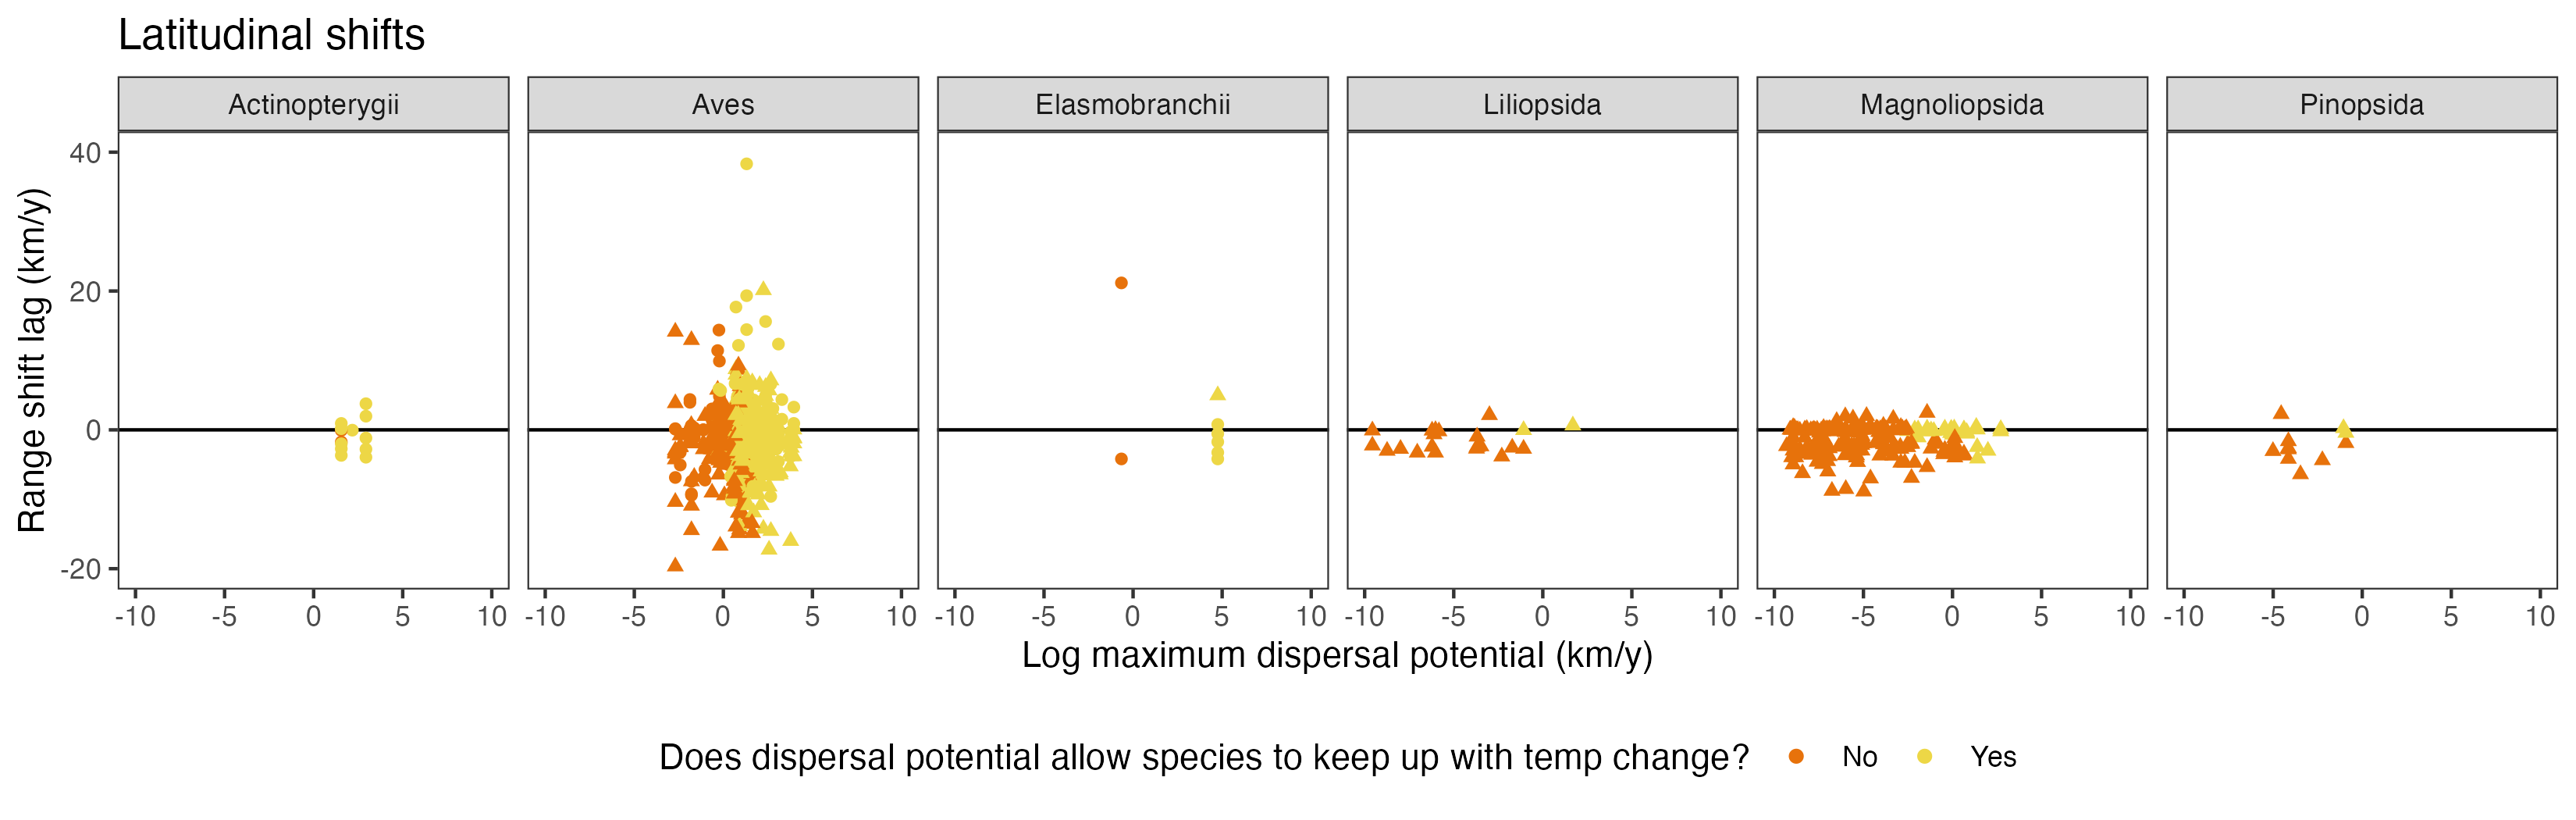 Latitudinal shifts
Actinopterygii Aves Elasmobranchii Liliopsida Magnoliopsida Pinopsida
Range shift lag (km/y)
40
20
0
-20
-10 -5 0 5 10 -10 -5 0 5 10 -10 -5 0 5 10 -10 -5 0 5 10 -10 -5 0 5 10 -10 -5 0 5 10
Log maximum dispersal potential (km/y)
Does dispersal potential allow species to keep up with temp change? No Yes